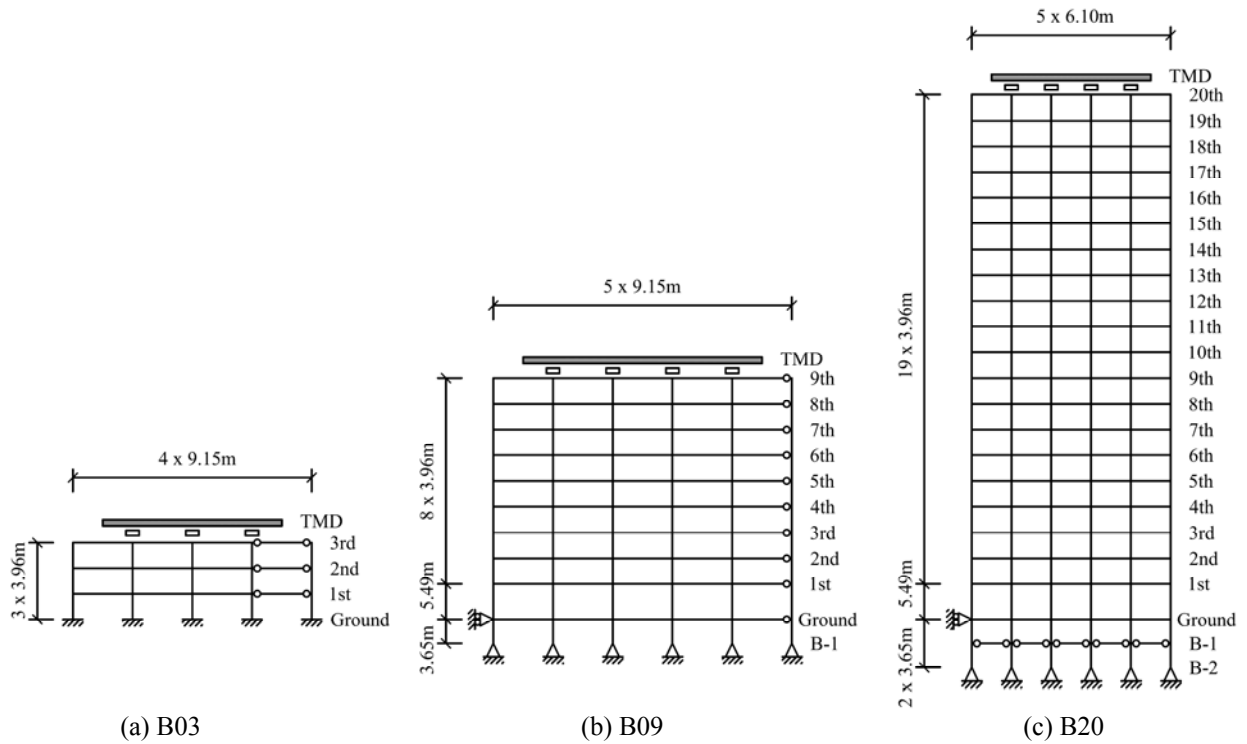 4 x 9.15m
TMD
3rd
2nd
1st
Ground
3 x 3.96m
(a) B03
5 x 9.15m
TMD
9th
8th
7th
6th
5th
4th
3rd
2nd
1st
Ground
B-1
8 x 3.96m
5.49m
3.65m
(b) B09
5 x 6.10m
TMD
20th
19th
18th
17th
16th
15th
14th
13th
12th
11th
10th
9th
8th
7th
6th
5th
4th
3rd
2nd
1st
Ground
B-1
B-2
19 x 3.96m
5.49m
2 x 3.65m
(c) B20